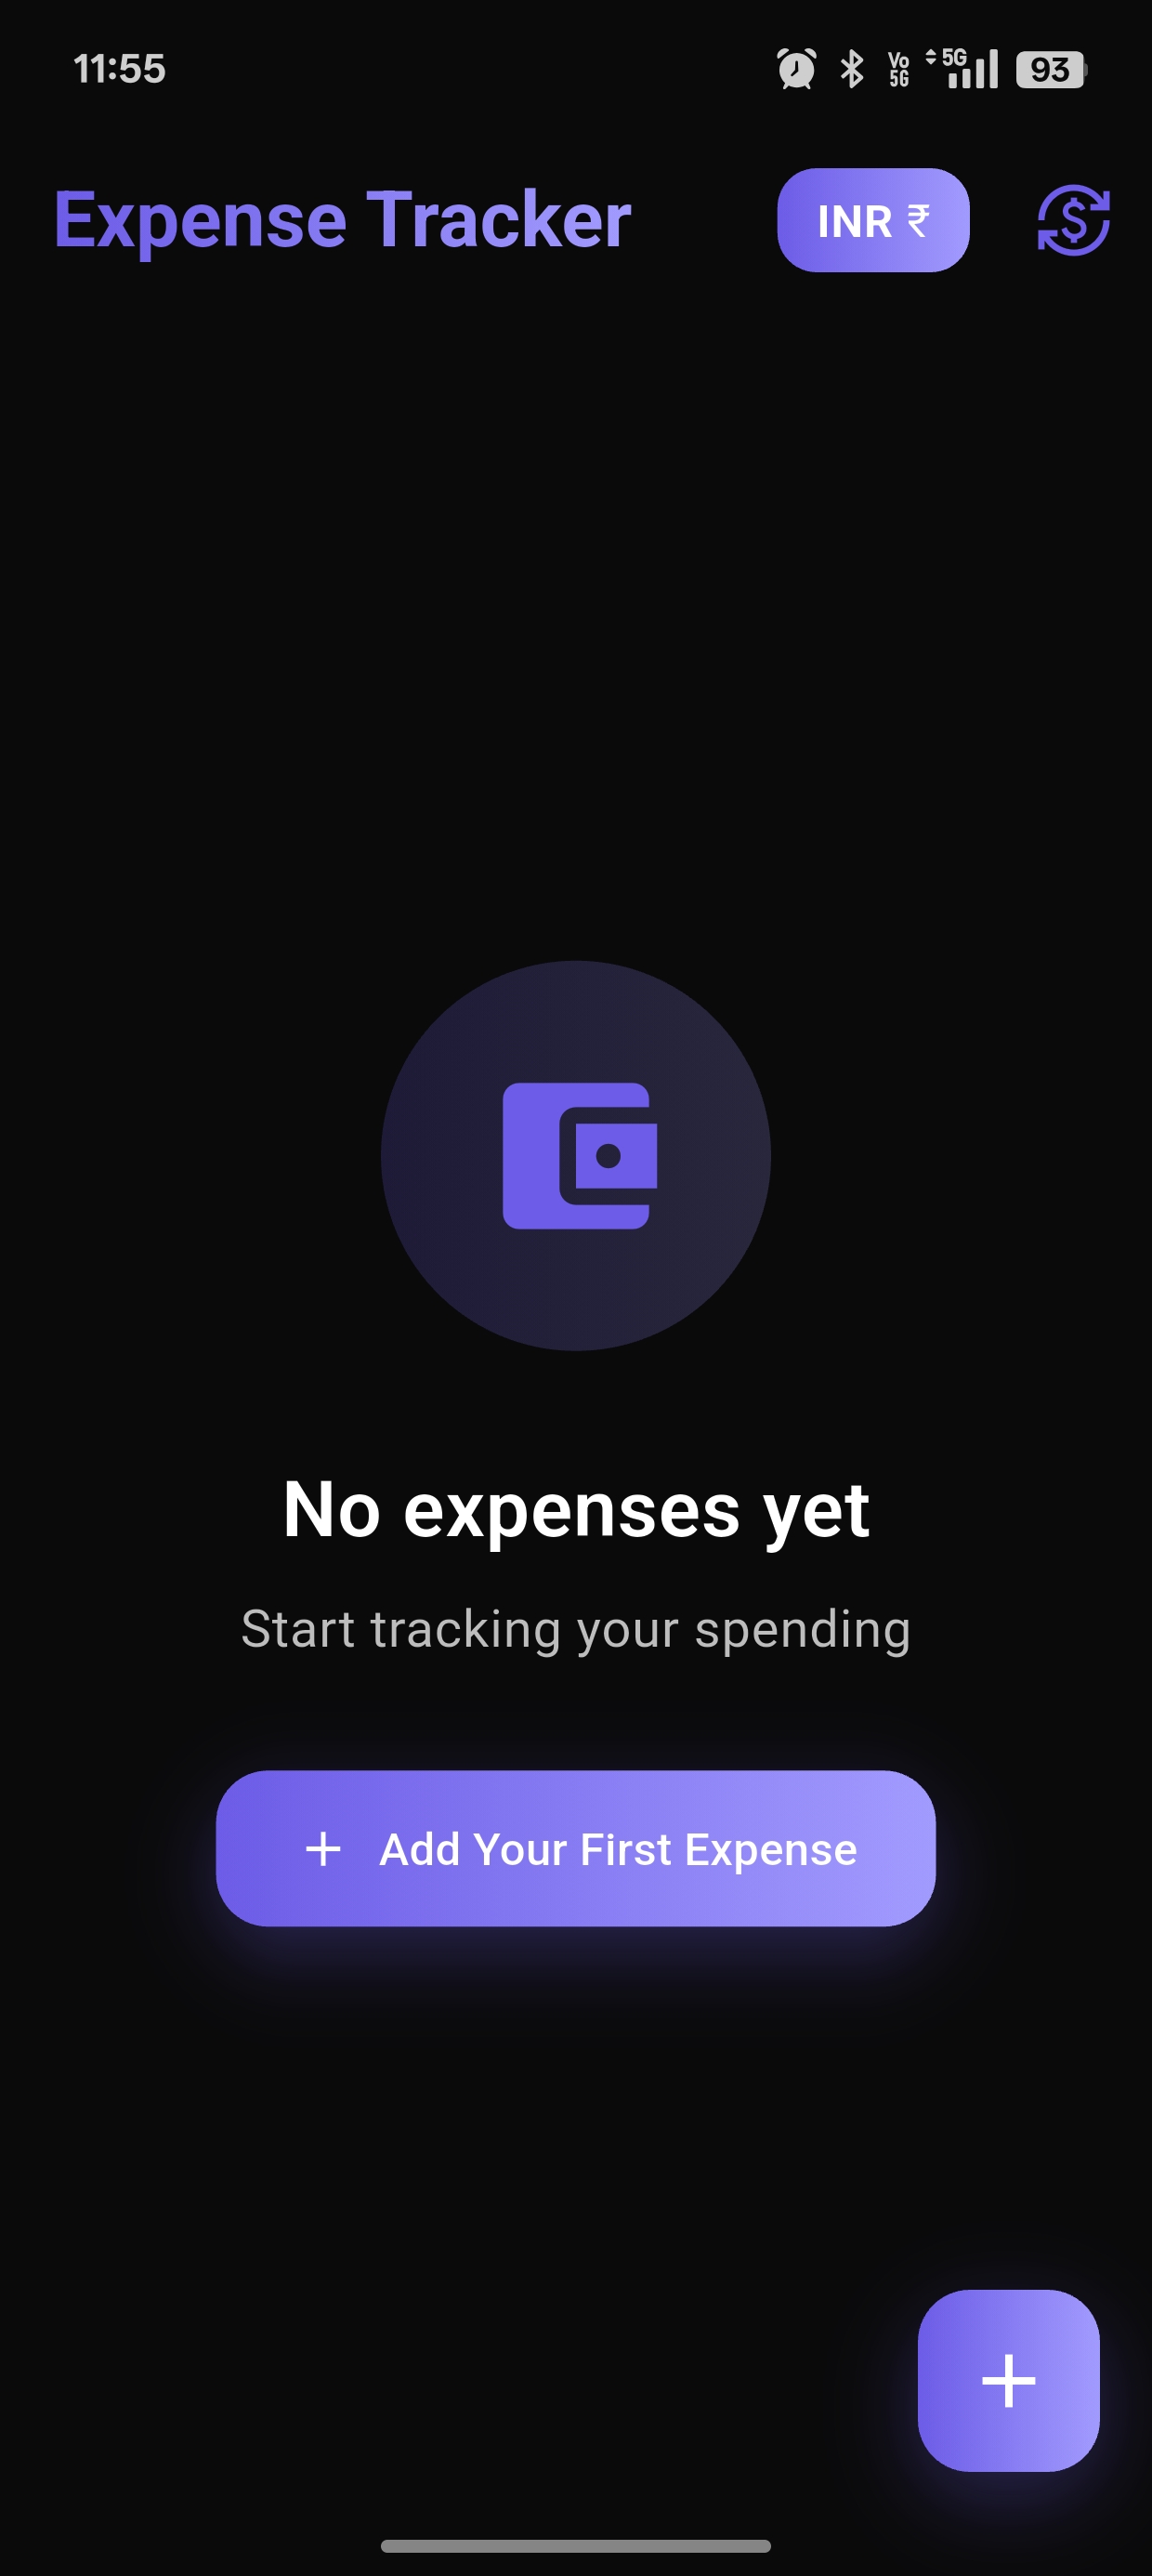 11:55
Vo 5G
5G
93
Expense Tracker
INR ₹
No expenses yet
Start tracking your spending
+ Add Your First Expense
+